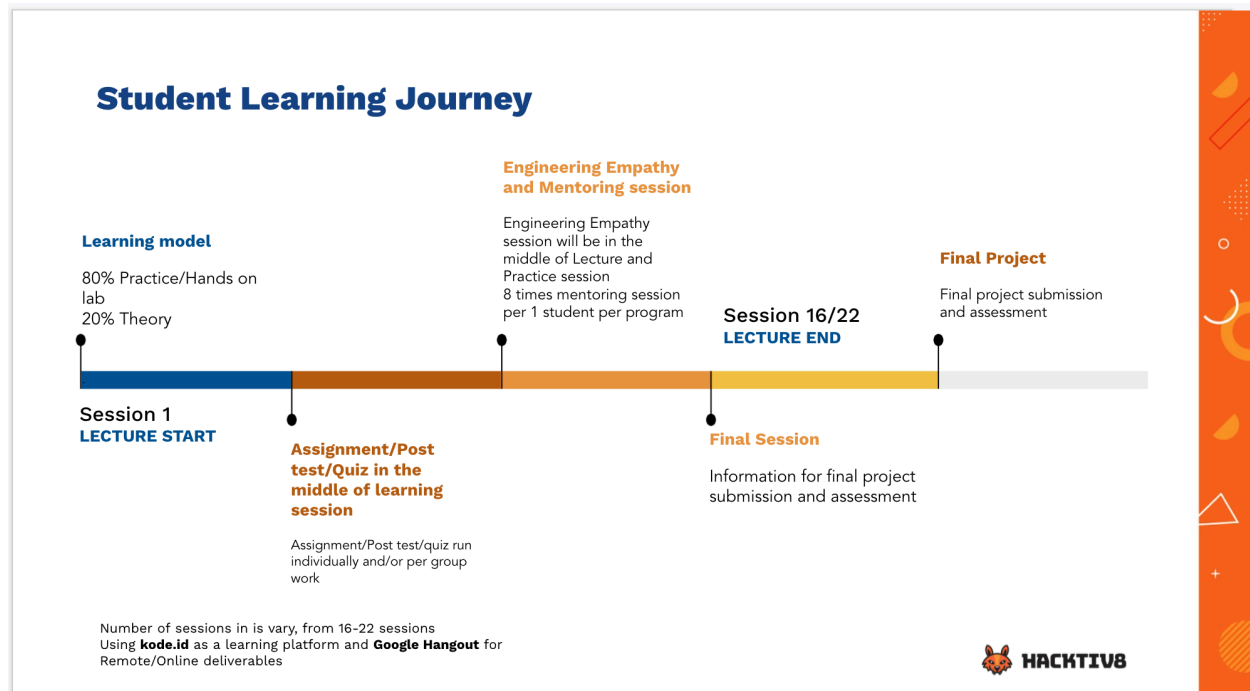 Student Learning Journey
Learning model
80% Practice/Hands on
lab
20% Theory
Session 1
LECTURE START
Assignment/Post
test/Quiz in the
middle of learning
session
Assignment/Post test/quiz run
individually and/or per group
work
Engineering Empathy
and Mentoring session
Engineering Empathy
session will be in the
middle of Lecture and
Practice session
8 times mentoring session
per 1 student per program
Session 16/22
LECTURE END
Final Session
Information for final project
submission and assessment
Final Project
Final project submission
and assessment
Number of sessions in is vary, from 16-22 sessions
Using kode.id as a learning platform and Google Hangout for
Remote/Online deliverables
HACKTIV8